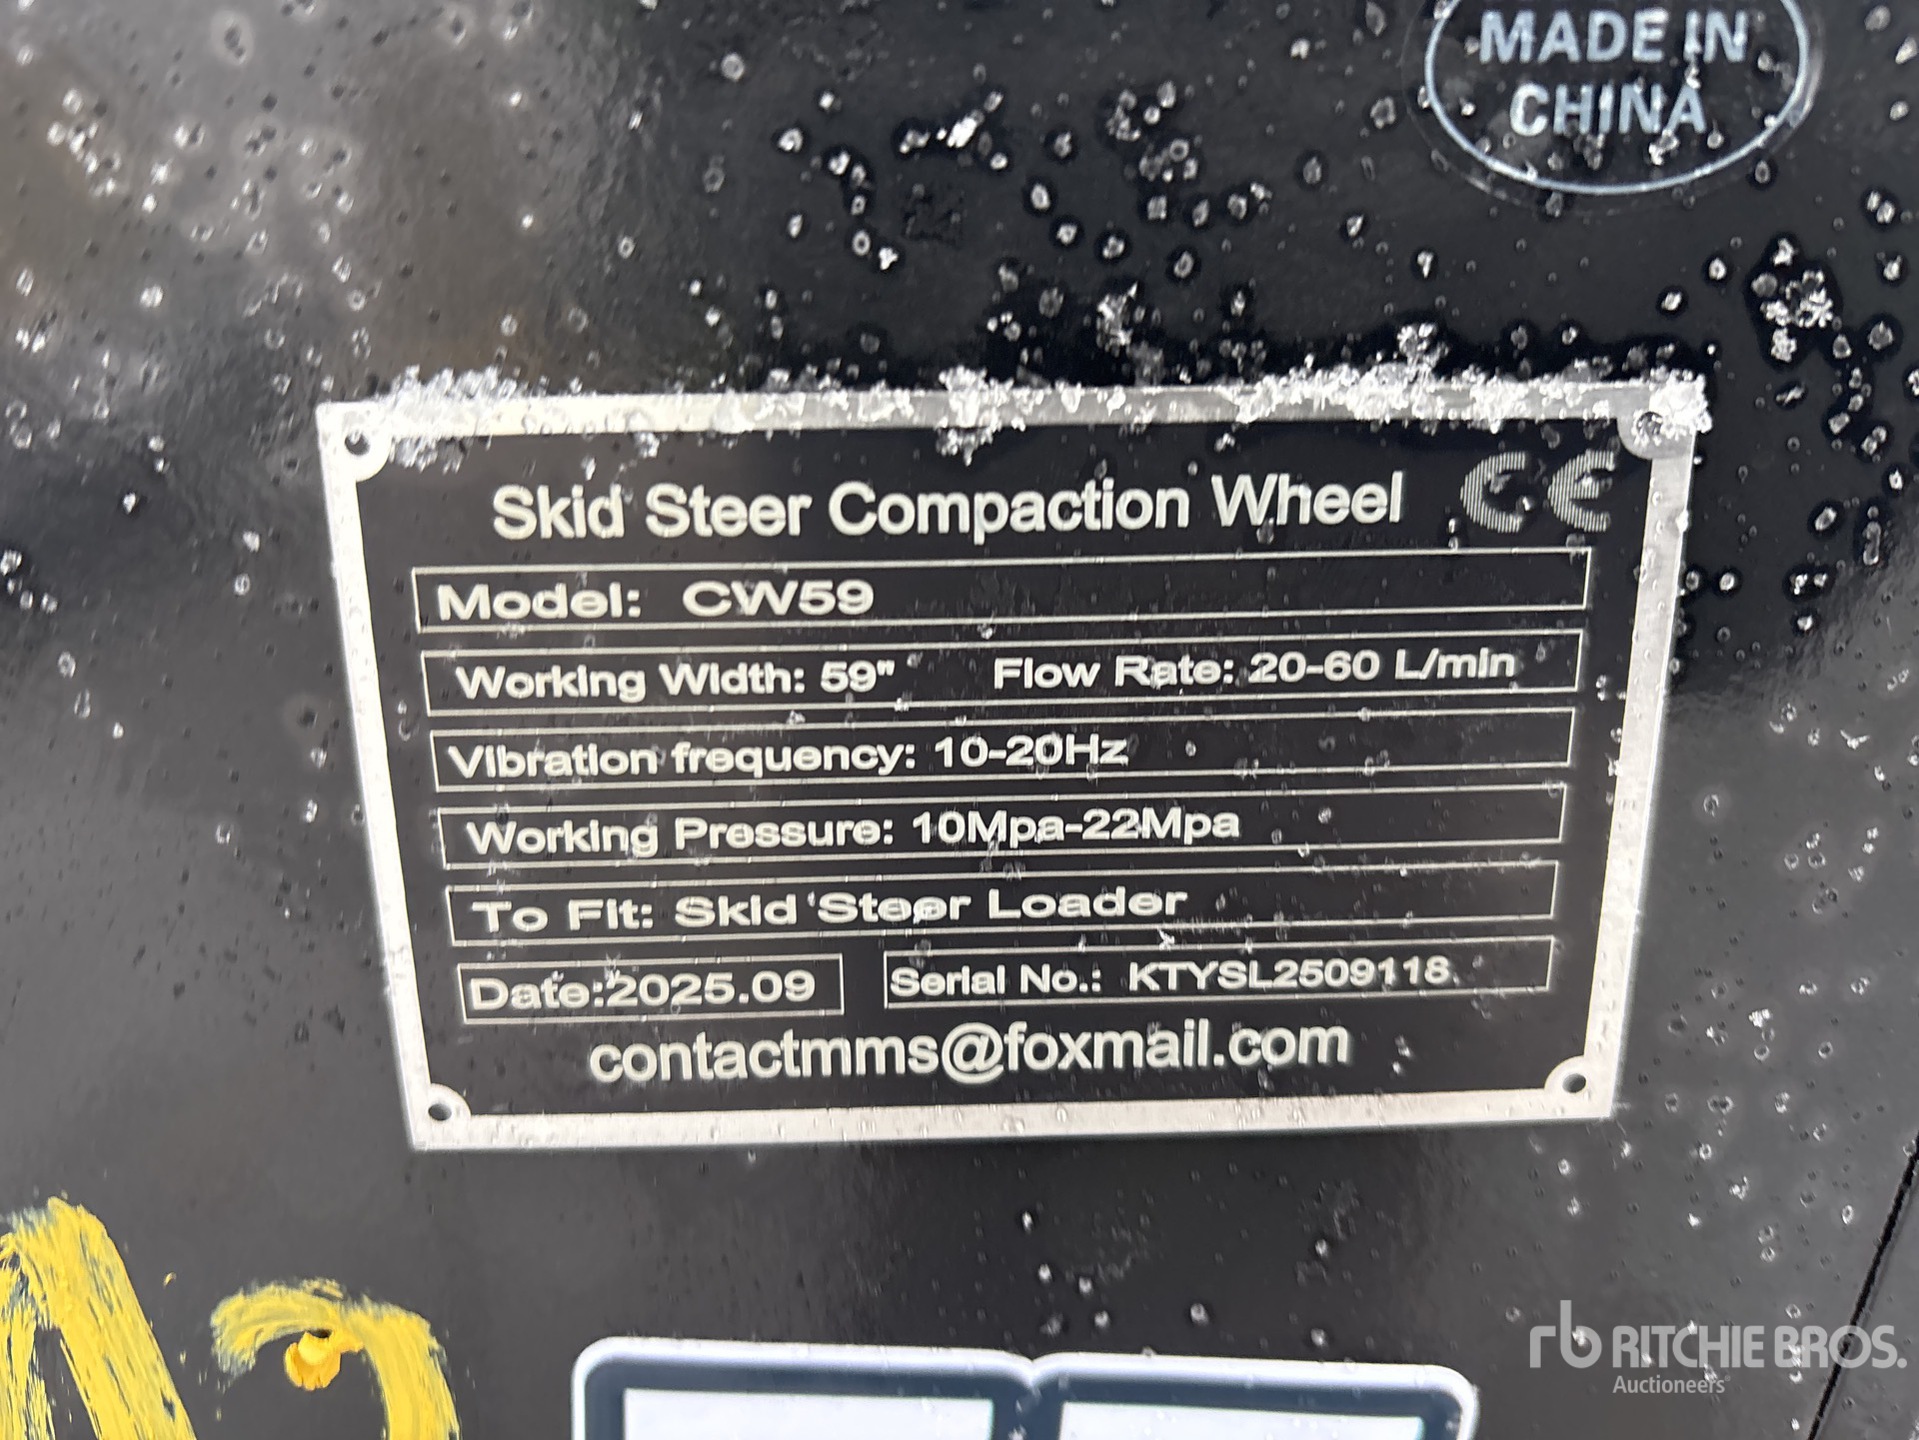 MADE IN
CHINA
Skid Steer Compaction Wheel CE
Model: CW59
Working Width: 59" Flow Rate: 20-60 L/min
Vibration frequency: 10-20Hz
Working Pressure: 10Mpa-22Mpa
To Fit: Skid Steer Loader
Date:2025.09 Serial No.: KTYSL2509118
contactmms@foxmail.com
rb RITCHIE BROS.
Auctioneers